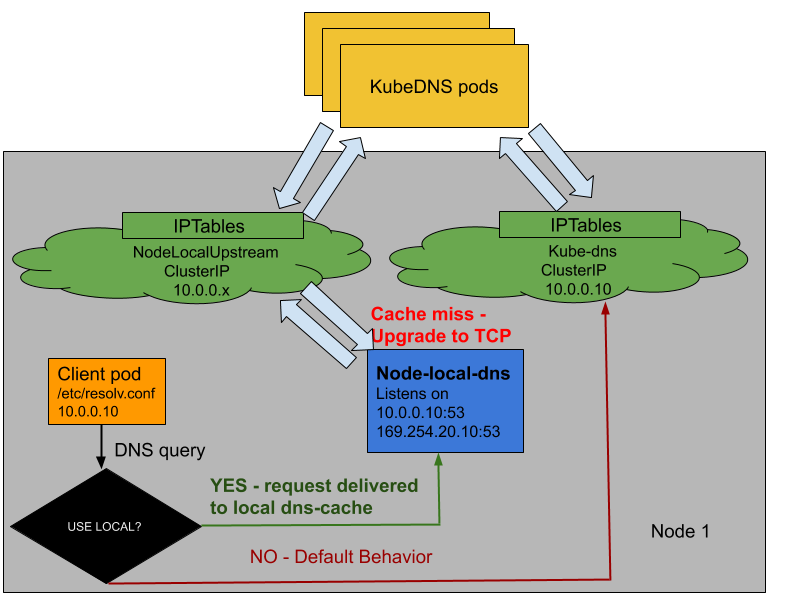 KubeDNS pods
IPTables
NodeLocalUpstream
ClusterIP
10.0.0.x
IPTables
Kube-dns
ClusterIP
10.0.0.10
Cache miss -
Upgrade to TCP
Node-local-dns
Listens on
10.0.0.10:53
169.254.20.10:53
Client pod
/etc/resolv.conf
10.0.0.10
DNS query
USE LOCAL?
YES - request delivered
to local dns-cache
NO - Default Behavior
Node 1